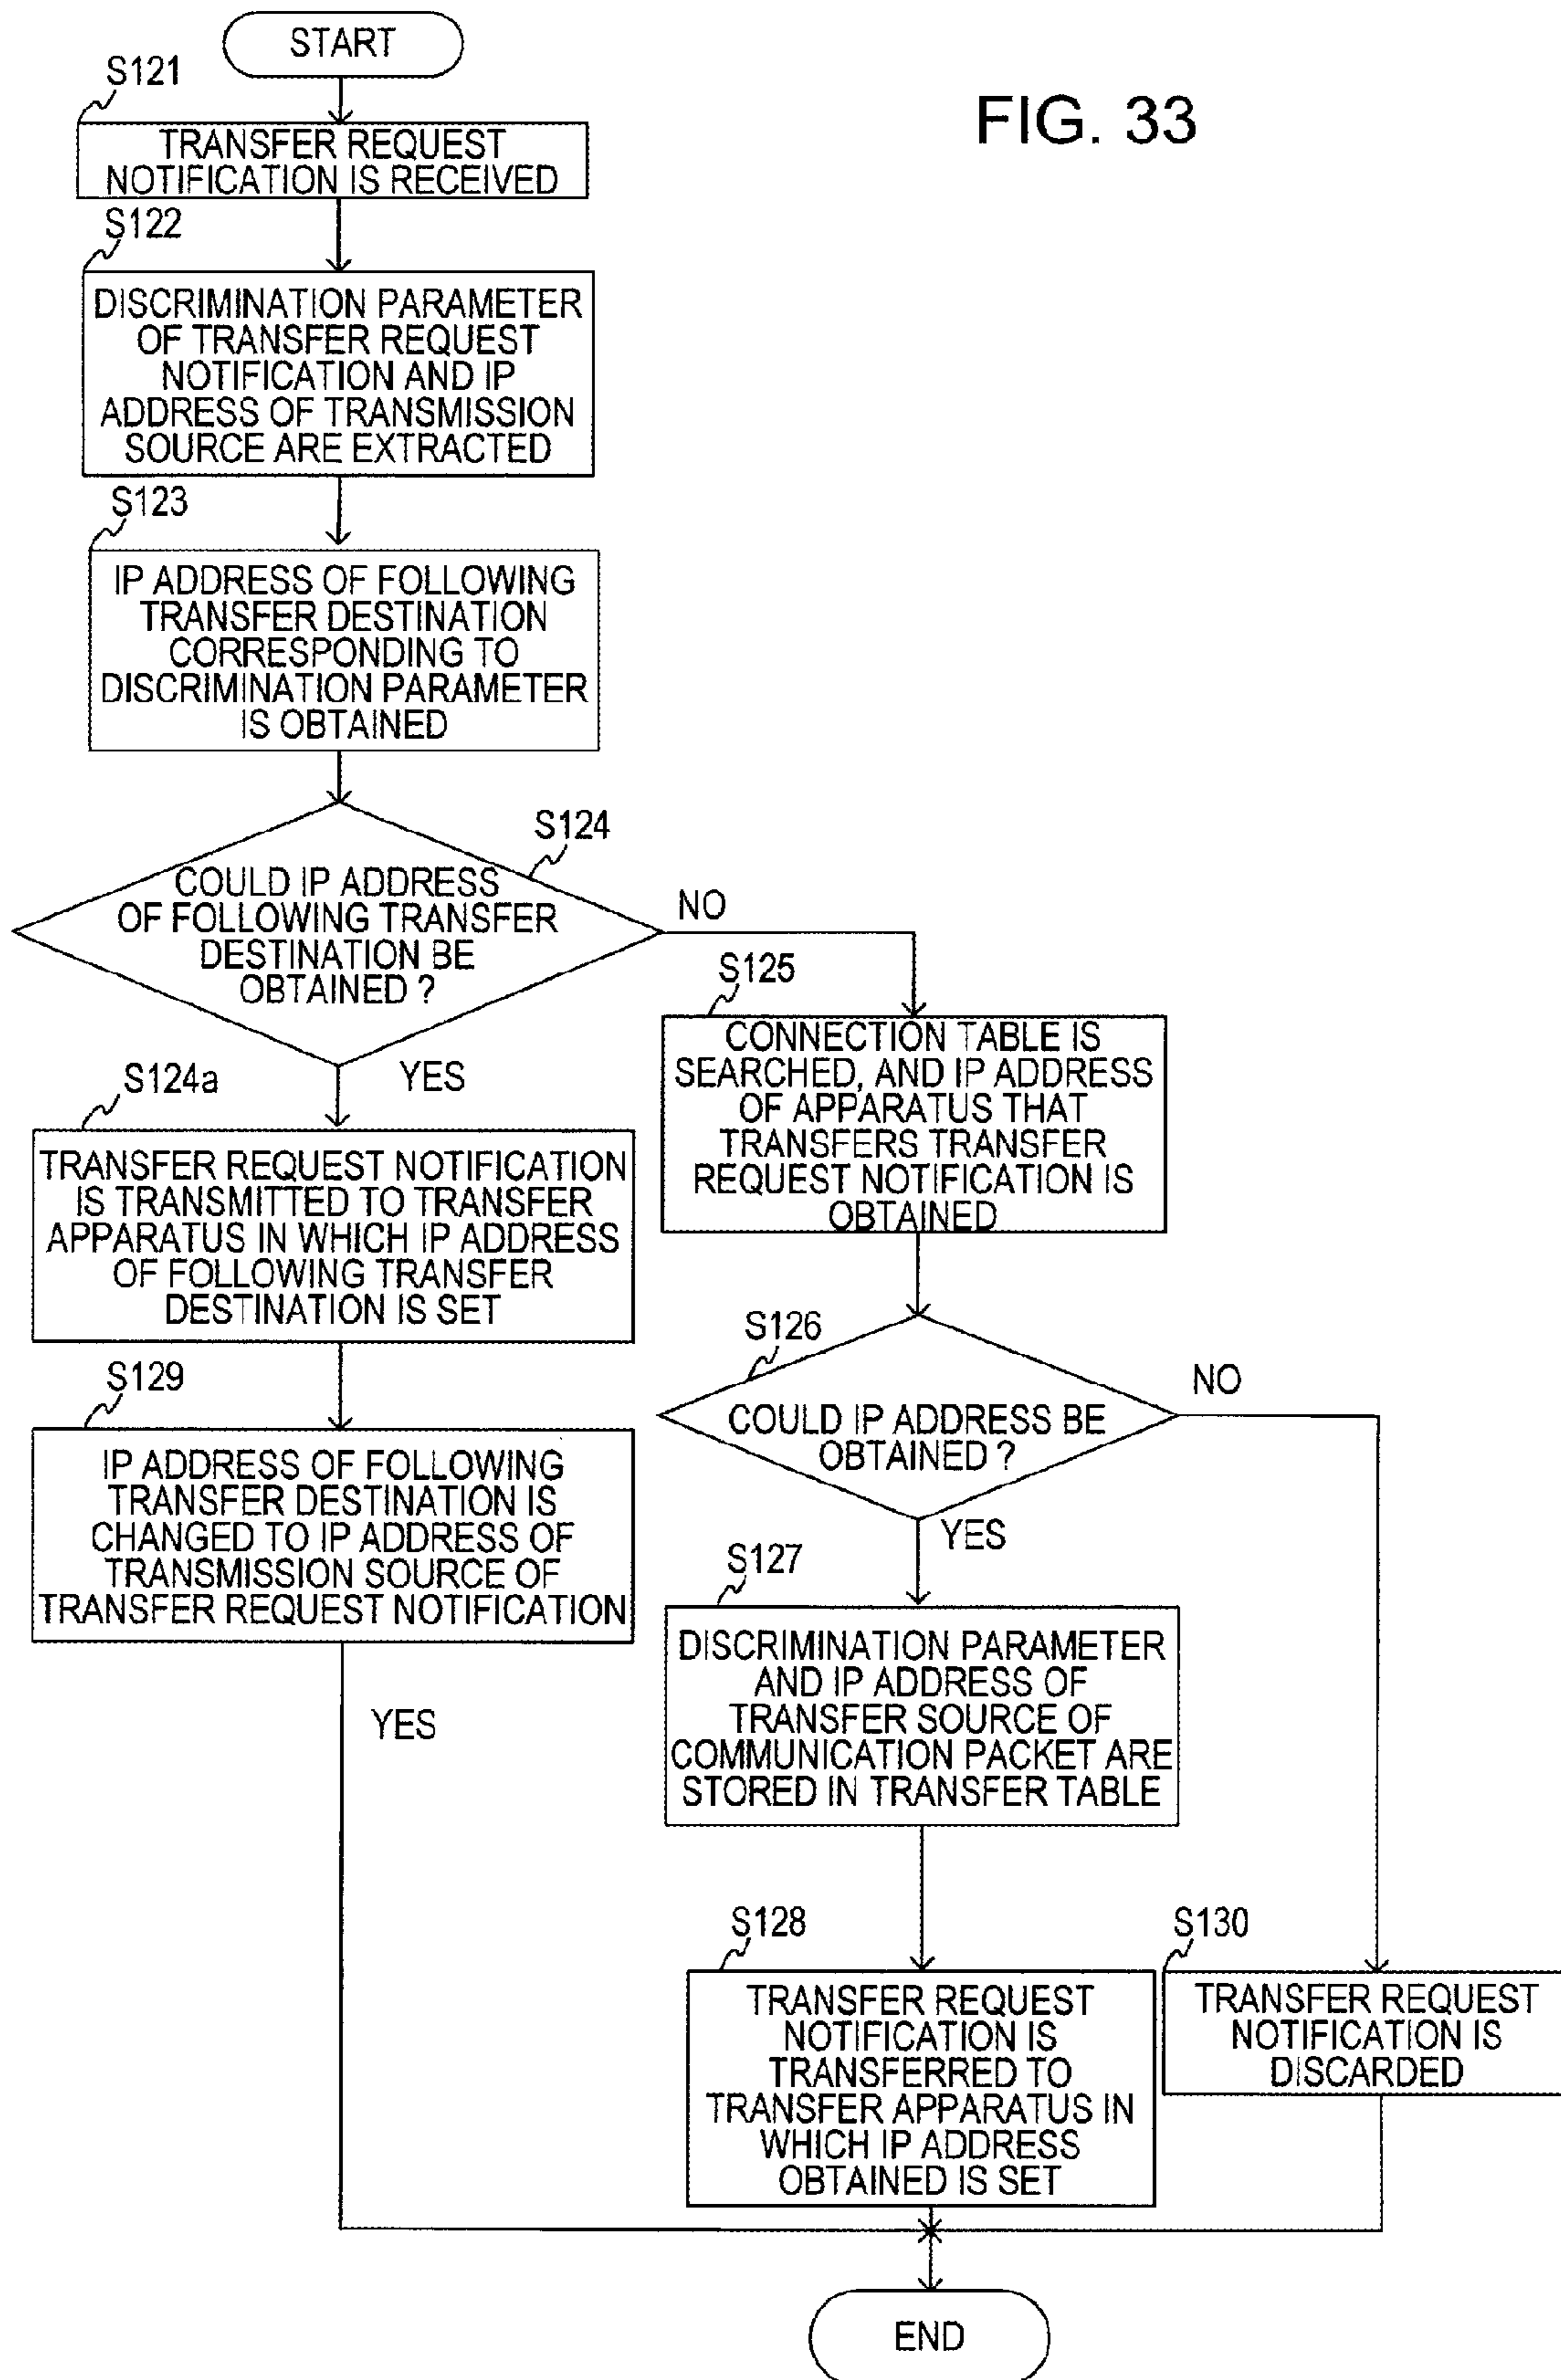 FIG. 33
START
S121
TRANSFER REQUEST
NOTIFICATION IS RECEIVED
S122
DISCRIMINATION PARAMETER
OF TRANSFER REQUEST
NOTIFICATION AND IP
ADDRESS OF TRANSMISSION
SOURCE ARE EXTRACTED
S123
IP ADDRESS OF FOLLOWING
TRANSFER DESTINATION
CORRESPONDING TO
DISCRIMINATION PARAMETER
IS OBTAINED
S124
COULD IP ADDRESS
OF FOLLOWING TRANSFER
DESTINATION BE
OBTAINED ?
NO
YES
S124a
TRANSFER REQUEST NOTIFICATION
IS TRANSMITTED TO TRANSFER
APPARATUS IN WHICH IP ADDRESS
OF FOLLOWING TRANSFER
DESTINATION IS SET
S129
IP ADDRESS OF FOLLOWING
TRANSFER DESTINATION IS
CHANGED TO IP ADDRESS OF
TRANSMISSION SOURCE OF
TRANSFER REQUEST NOTIFICATION
YES
S125
CONNECTION TABLE IS
SEARCHED, AND IP ADDRESS
OF APPARATUS THAT
TRANSFERS TRANSFER
REQUEST NOTIFICATION IS
OBTAINED
S126
COULD IP ADDRESS BE
OBTAINED ?
NO
YES
S127
DISCRIMINATION PARAMETER
AND IP ADDRESS OF
TRANSFER SOURCE OF
COMMUNICATION PACKET ARE
STORED IN TRANSFER TABLE
S128
TRANSFER REQUEST
NOTIFICATION IS
TRANSFERRED TO
TRANSFER APPARATUS IN
WHICH IP ADDRESS
OBTAINED IS SET
S130
TRANSFER REQUEST
NOTIFICATION IS
DISCARDED
END